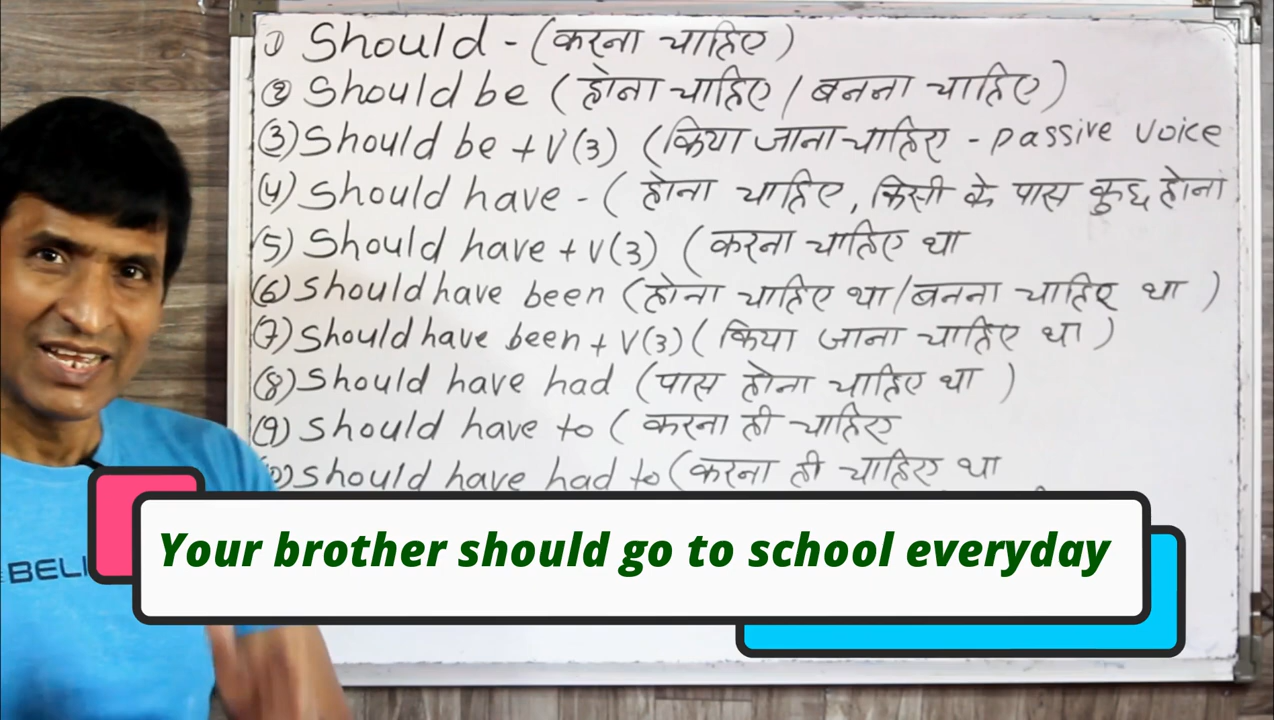 1) Should - (करना चाहिए)
(2) Should be (होना चाहिए / बनना चाहिए)
(3) Should be + V(3) (किया जाना चाहिए - passive voice
(4) Should have - ( होना चाहिए, किसी के पास कुछ होना
(5) Should have + V(3) (करना चाहिए था
(6) Should have been (होना चाहिए था/बनना चाहिए था )
(7) Should have been + V(3) ( किया जाना चाहिए था )
(8) Should have had (पास होना चाहिए था )
(9) Should have to ( करना ही चाहिए
Should have had to (करना ही चाहिए था
Your brother should go to school everyday
BELI